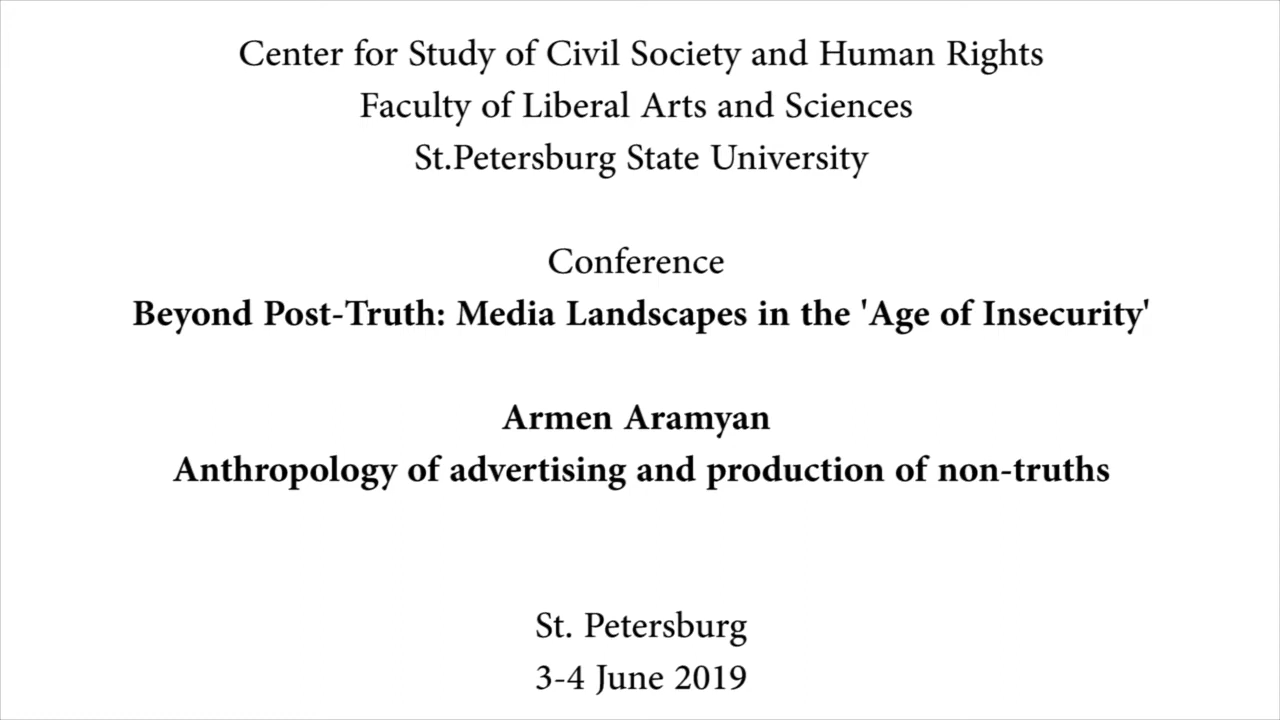 Center for Study of Civil Society and Human Rights
Faculty of Liberal Arts and Sciences
St.Petersburg State University
Conference
Beyond Post-Truth: Media Landscapes in the 'Age of Insecurity'
Armen Aramyan
Anthropology of advertising and production of non-truths
St. Petersburg
3-4 June 2019